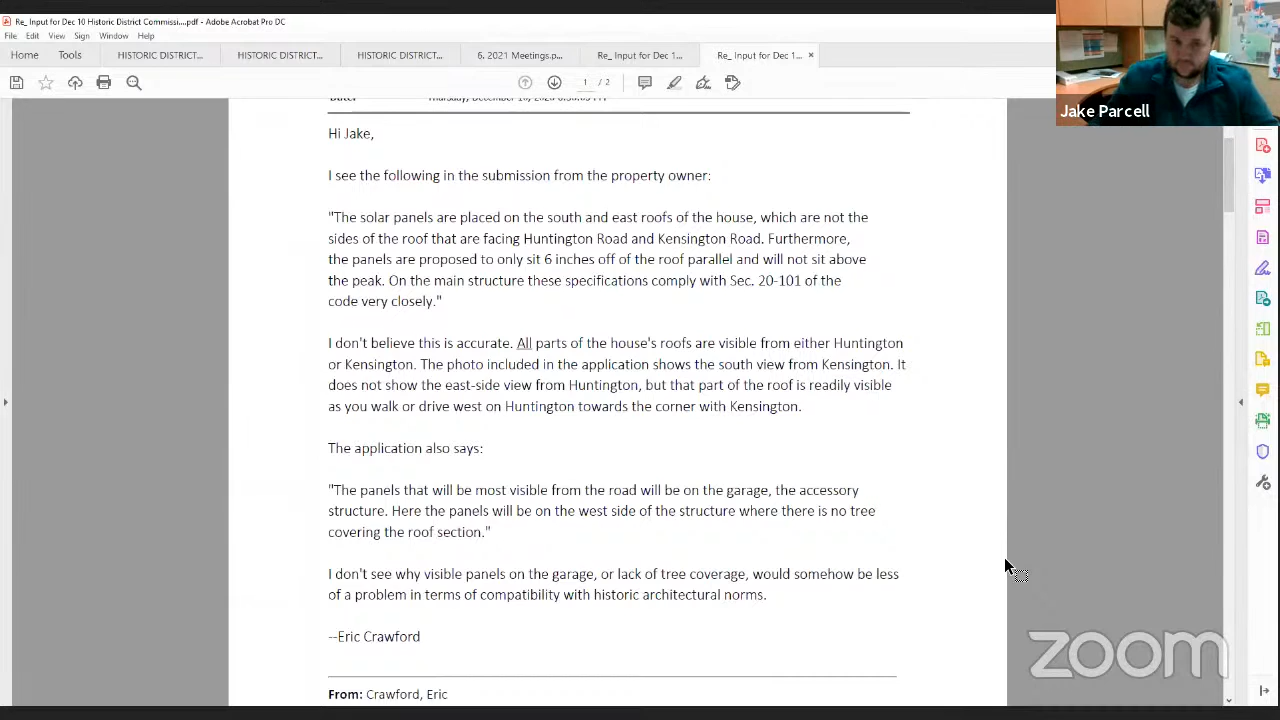 Re_ Input for Dec 10 Historic District Commissi....pdf - Adobe Acrobat Pro DC
File Edit View Sign Window Help
Home Tools HISTORIC DISTRICT... HISTORIC DISTRICT... HISTORIC DISTRICT... 6. 2021 Meetings.p... Re_ Input for Dec 1... Re_ Input for Dec 1... ×
1 / 2
Jake Parcell
Hi Jake,
I see the following in the submission from the property owner:
"The solar panels are placed on the south and east roofs of the house, which are not the
sides of the roof that are facing Huntington Road and Kensington Road. Furthermore,
the panels are proposed to only sit 6 inches off of the roof parallel and will not sit above
the peak. On the main structure these specifications comply with Sec. 20-101 of the
code very closely."
I don't believe this is accurate. All parts of the house's roofs are visible from either Huntington
or Kensington. The photo included in the application shows the south view from Kensington. It
does not show the east-side view from Huntington, but that part of the roof is readily visible
as you walk or drive west on Huntington towards the corner with Kensington.
The application also says:
"The panels that will be most visible from the road will be on the garage, the accessory
structure. Here the panels will be on the west side of the structure where there is no tree
covering the roof section."
I don't see why visible panels on the garage, or lack of tree coverage, would somehow be less
of a problem in terms of compatibility with historic architectural norms.
--Eric Crawford
From: Crawford, Eric
zoom